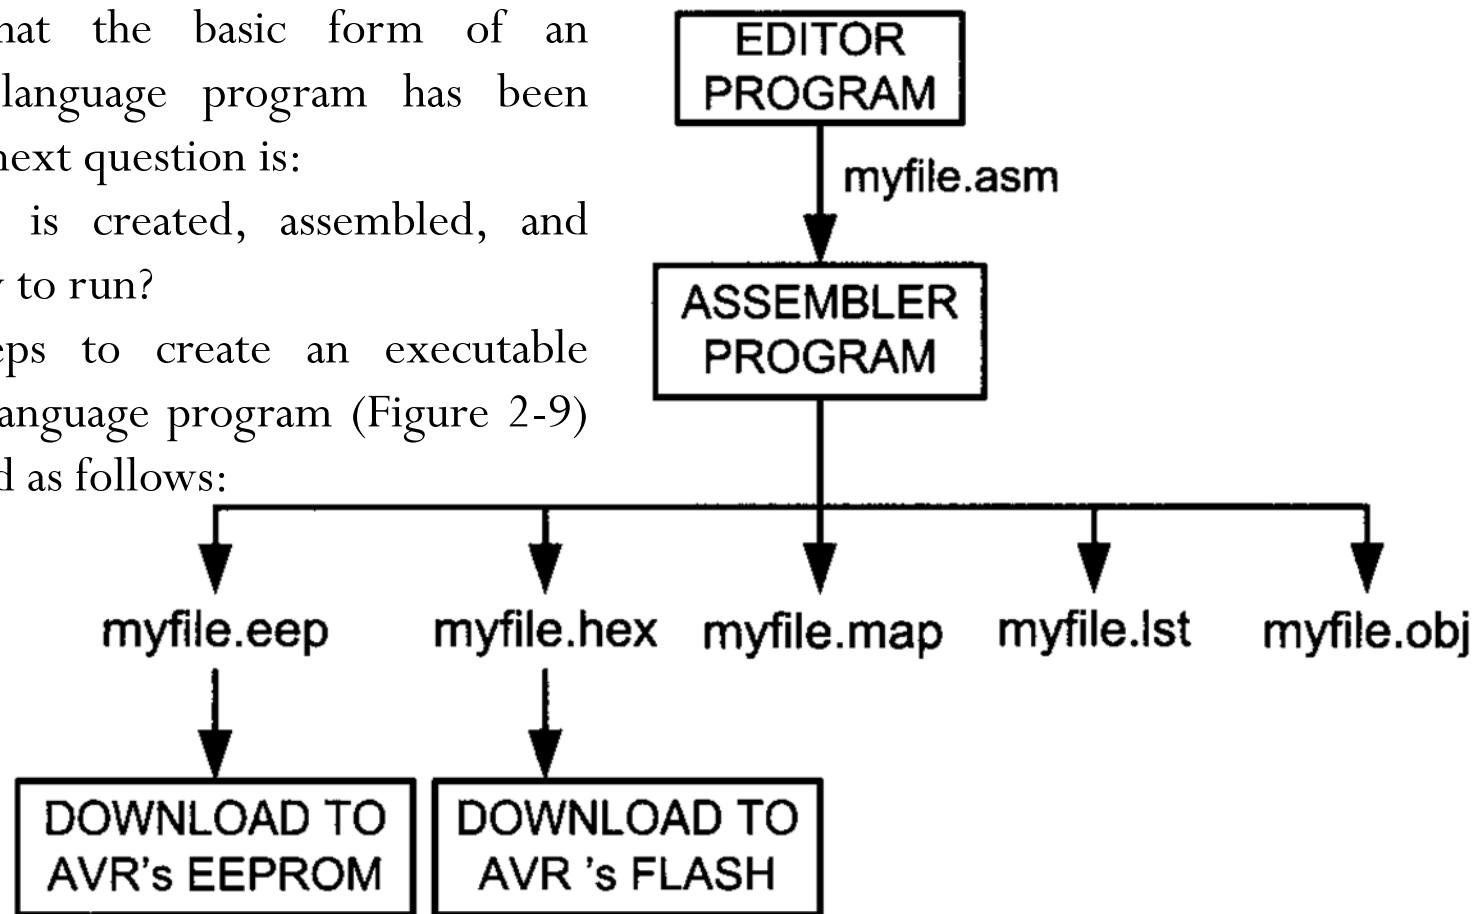 hat the basic form of an
language program has been
next question is:
is created, assembled, and
to run?
eps to create an executable
anguage program (Figure 2-9)
d as follows:
EDITOR
PROGRAM
myfile.asm
ASSEMBLER
PROGRAM
myfile.eep
myfile.hex
myfile.map
myfile.lst
myfile.obj
DOWNLOAD TO
AVR's EEPROM
DOWNLOAD TO
AVR 's FLASH